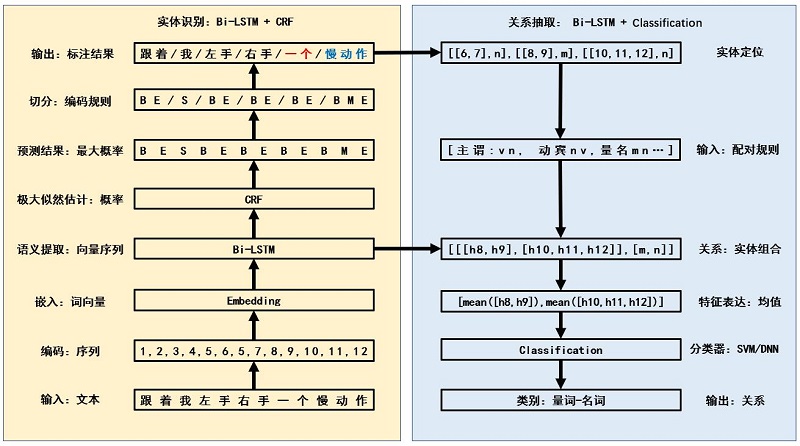 实体识别: Bi-LSTM + CRF
输出: 标注结果
跟着/我/左手/右手/一个/慢动作
切分: 编码规则
B E / S / B E / B E / B E / B M E
预测结果: 最大概率
B E S B E B E B E B M E
极大似然估计: 概率
CRF
语义提取: 向量序列
Bi-LSTM
嵌入: 词向量
Embedding
编码: 序列
1,2,3,4,5,6,5,7,8,9,10,11,12
输入: 文本
跟着我左手右手一个慢动作
关系抽取: Bi-LSTM + Classification
[[6,7],n],[[8,9],m],[[10,11,12],n]
实体定位
[主谓:vn, 动宾nv,量名mn…]
输入: 配对规则
[[[h8,h9],[h10,h11,h12]],[m,n]]
关系: 实体组合
[mean([h8,h9]),mean([h10,h11,h12])]
特征表达: 均值
Classification
分类器: SVM/DNN
类别: 量词-名词
输出: 关系